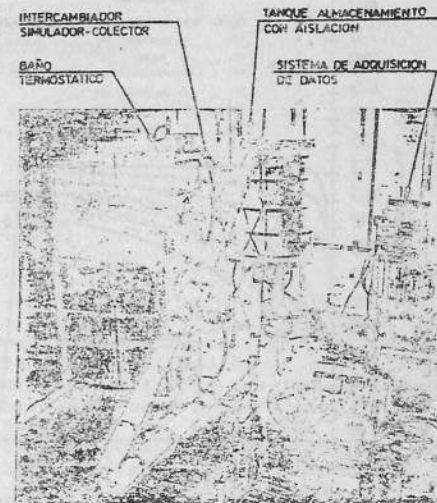 INTERCAMBIADOR
SIMULADOR-COLECTOR
TANQUE ALMACENAMIENTO
CON AISLACION
BAÑO
TERMOSTATICO
SISTEMA DE ADQUISICION
DE DATOS